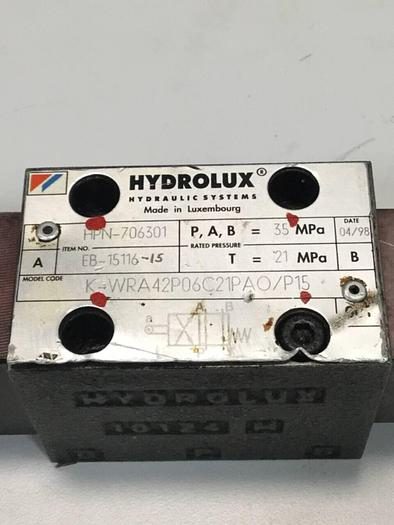 HYDROLUX®
HYDRAULIC SYSTEMS
Made in Luxembourg
HPN-706301
P, A, B = 35 MPa
DATE
04/98
ITEM NO.
RATED PRESSURE
A
EB-15116-15
T = 21 MPa
B
MODEL CODE
K-WRA42P06C21PAO/P15
A B
HYDROLUX
10124